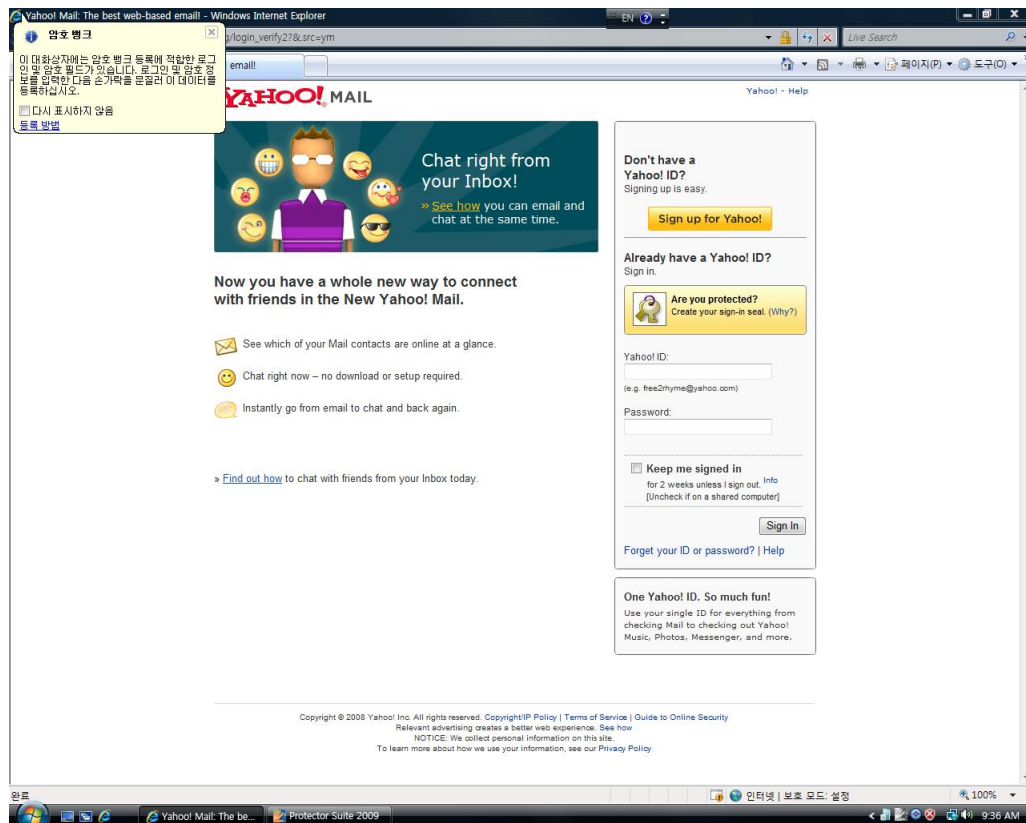 Yahoo! Mail: The best web-based email! - Windows Internet Explorer
EN
암호 뱅크
이 대화상자에는 암호 뱅크 등록에 적합한 로그
인 및 암호 필드가 있습니다. 로그인 및 암호 정
보를 입력한 다음 손가락을 문질러 이 데이터를
등록하십시오.
다시 표시하지 않음
등록 방법
g/login_verify2?&.src=ym
Live Search
email!
페이지(P)
도구(O)
YAHOO! MAIL
Yahoo! - Help
Chat right from
your Inbox!
» See how you can email and
chat at the same time.
Now you have a whole new way to connect
with friends in the New Yahoo! Mail.
See which of your Mail contacts are online at a glance.
Chat right now – no download or setup required.
Instantly go from email to chat and back again.
» Find out how to chat with friends from your Inbox today.
Don't have a
Yahoo! ID?
Signing up is easy.
Sign up for Yahoo!
Already have a Yahoo! ID?
Sign in.
Are you protected?
Create your sign-in seal. (Why?)
Yahoo! ID:
(e.g. free2rhyme@yahoo.com)
Password:
Keep me signed in
for 2 weeks unless I sign out. Info
[Uncheck if on a shared computer]
Sign In
Forget your ID or password? | Help
One Yahoo! ID. So much fun!
Use your single ID for everything from
checking Mail to checking out Yahoo!
Music, Photos, Messenger, and more.
Copyright © 2008 Yahoo! Inc. All rights reserved. Copyright/IP Policy | Terms of Service | Guide to Online Security
Relevant advertising creates a better web experience. See how
NOTICE: We collect personal information on this site.
To learn more about how we use your information, see our Privacy Policy
완료
인터넷 | 보호 모드: 설정
100%
Yahoo! Mail: The be...
Protector Suite 2009
9:36 AM